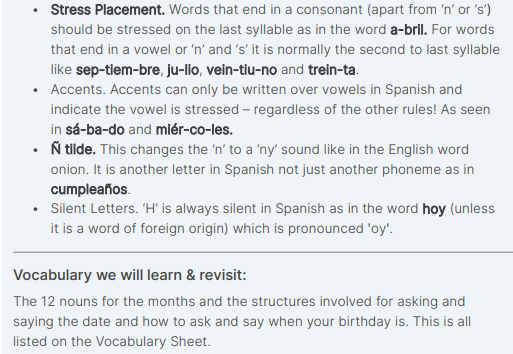 • Stress Placement. Words that end in a consonant (apart from 'n' or 's')
should be stressed on the last syllable as in the word a-bril. For words
that end in a vowel or 'n' and 's' it is normally the second to last syllable
like sep-tiem-bre, ju-lio, vein-tiu-no and trein-ta.
• Accents. Accents can only be written over vowels in Spanish and
indicate the vowel is stressed – regardless of the other rules! As seen
in sá-ba-do and miér-co-les.
• Ñ tilde. This changes the 'n' to a 'ny' sound like in the English word
onion. It is another letter in Spanish not just another phoneme as in
cumpleaños.
• Silent Letters. 'H' is always silent in Spanish as in the word hoy (unless
it is a word of foreign origin) which is pronounced 'oy'.
Vocabulary we will learn & revisit:
The 12 nouns for the months and the structures involved for asking and
saying the date and how to ask and say when your birthday is. This is all
listed on the Vocabulary Sheet.